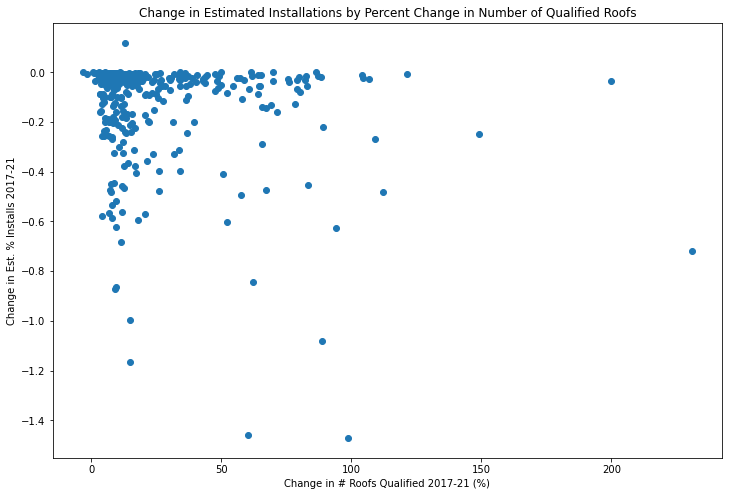 Change in Estimated Installations by Percent Change in Number of Qualified Roofs
0.0
−0.2
−0.4
−0.6
−0.8
−1.0
−1.2
−1.4
Change in Est. % Installs 2017-21
0 50 100 150 200
Change in # Roofs Qualified 2017-21 (%)